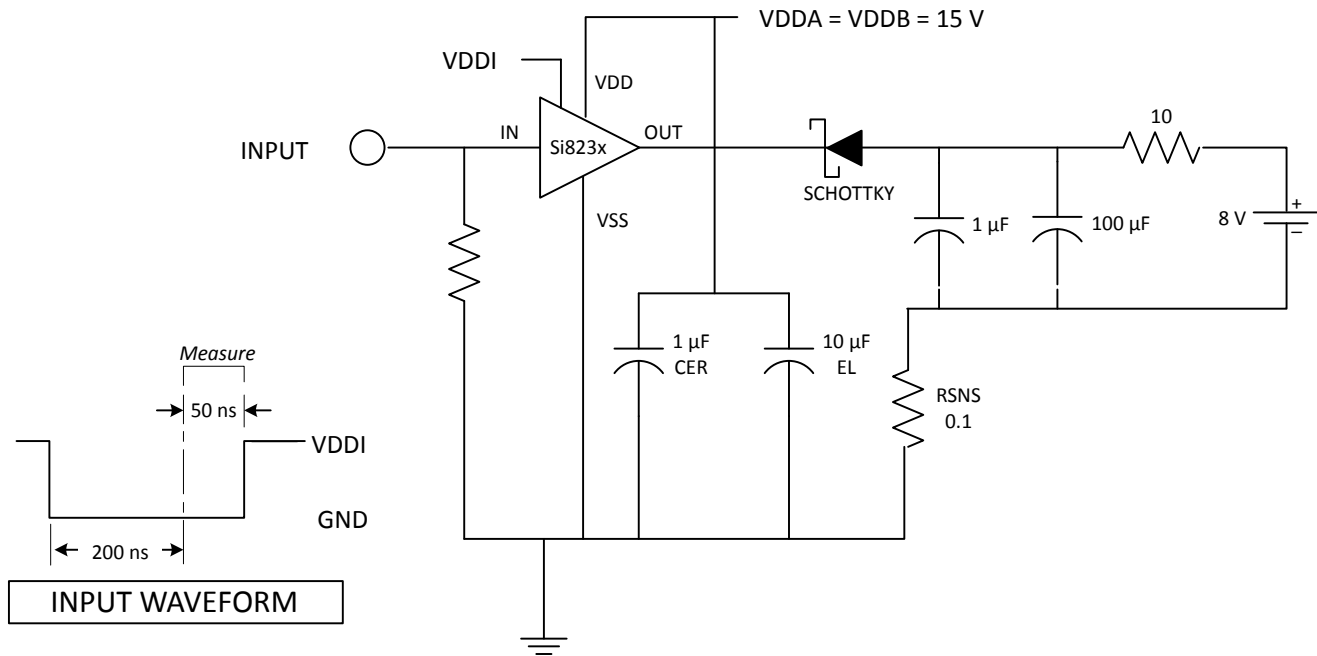 VDDA = VDDB = 15 V
VDDI
VDD
10
INPUT
IN
Si823x
OUT
SCHOTTKY
VSS
1 µF
100 µF
8 V
+
–
1 µF
CER
10 µF
EL
RSNS
0.1
Measure
50 ns
VDDI
GND
200 ns
INPUT WAVEFORM